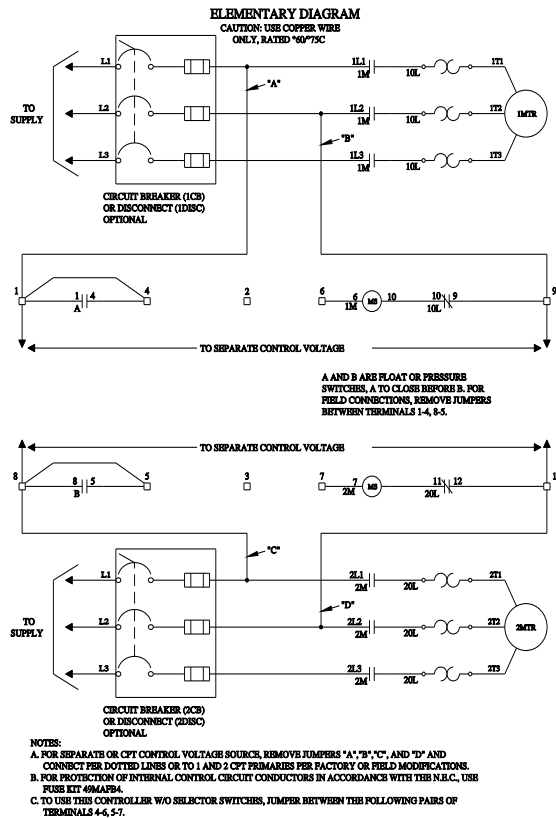 ELEMENTARY DIAGRAM
CAUTION: USE COPPER WIRE
ONLY, RATED °60/°75C
L1
1L1
1M
10L
1T1
"A"
TO
SUPPLY
L2
1L2
1M
10L
1T2
1MTR
"B"
L3
1L3
1M
10L
1T3
CIRCUIT BREAKER (1CB)
OR DISCONNECT (1DISC)
OPTIONAL
1
1
4
A
4
2
6
6
1M
MS
10
10
9
10L
9
TO SEPARATE CONTROL VOLTAGE
A AND B ARE FLOAT OR PRESSURE
SWITCHES, A TO CLOSE BEFORE B. FOR
FIELD CONNECTIONS, REMOVE JUMPERS
BETWEEN TERMINALS 1-4, 8-5.
TO SEPARATE CONTROL VOLTAGE
8
8
5
B
5
3
7
7
2M
MS
11
12
20L
1
"C"
L1
2L1
2M
20L
2T1
"D"
TO
SUPPLY
L2
2L2
2M
20L
2T2
2MTR
L3
2L3
2M
20L
2T3
CIRCUIT BREAKER (2CB)
OR DISCONNECT (2DISC)
OPTIONAL
NOTES:
A. FOR SEPARATE OR CPT CONTROL VOLTAGE SOURCE, REMOVE JUMPERS "A","B","C", AND "D" AND
CONNECT PER DOTTED LINES OR TO 1 AND 2 CPT PRIMARIES PER FACTORY OR FIELD MODIFICATIONS.
B. FOR PROTECTION OF INTERNAL CONTROL CIRCUIT CONDUCTORS IN ACCORDANCE WITH THE N.E.C., USE
FUSE KIT 49MAFB4.
C. TO USE THIS CONTROLLER W/O SELECTOR SWITCHES, JUMPER BETWEEN THE FOLLOWING PAIRS OF
TERMINALS 4-6, 5-7.